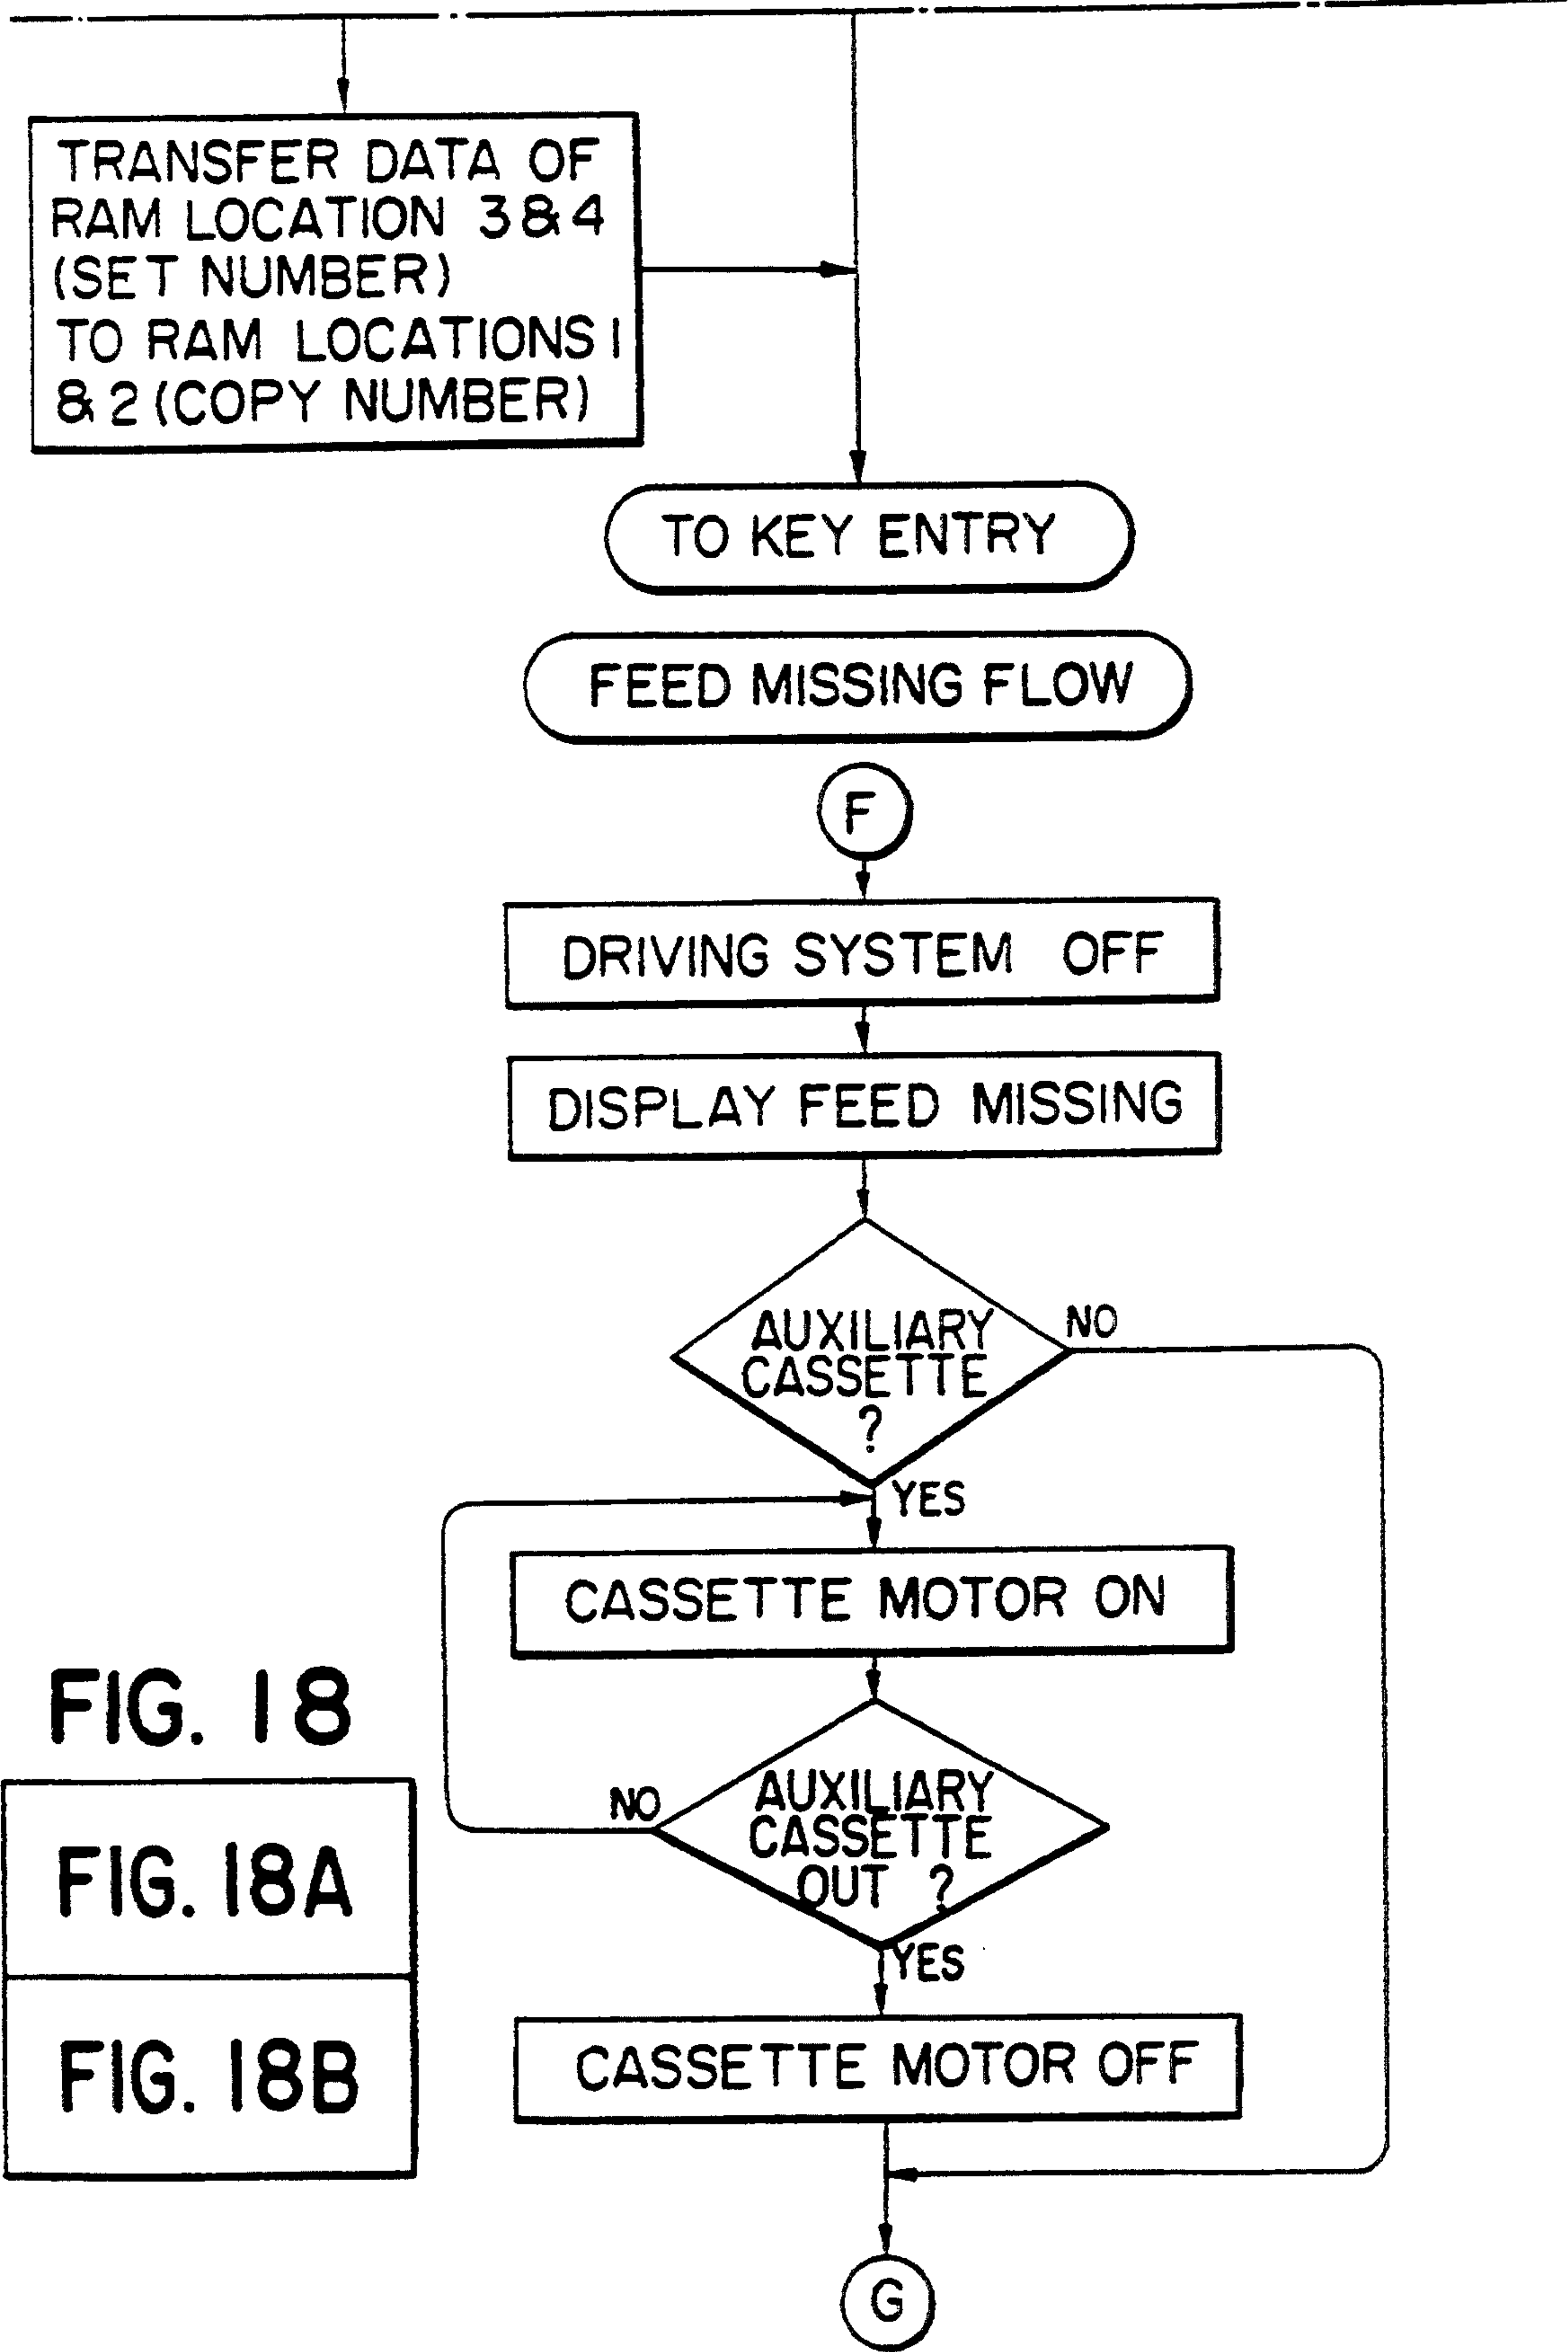 TRANSFER DATA OF
RAM LOCATION 3 & 4
(SET NUMBER)
TO RAM LOCATIONS 1
& 2 (COPY NUMBER)
TO KEY ENTRY
FEED MISSING FLOW
F
DRIVING SYSTEM OFF
DISPLAY FEED MISSING
AUXILIARY
CASSETTE
?
NO
YES
CASSETTE MOTOR ON
AUXILIARY
CASSETTE
OUT ?
NO
YES
CASSETTE MOTOR OFF
G
FIG. 18
FIG. 18A
FIG. 18B